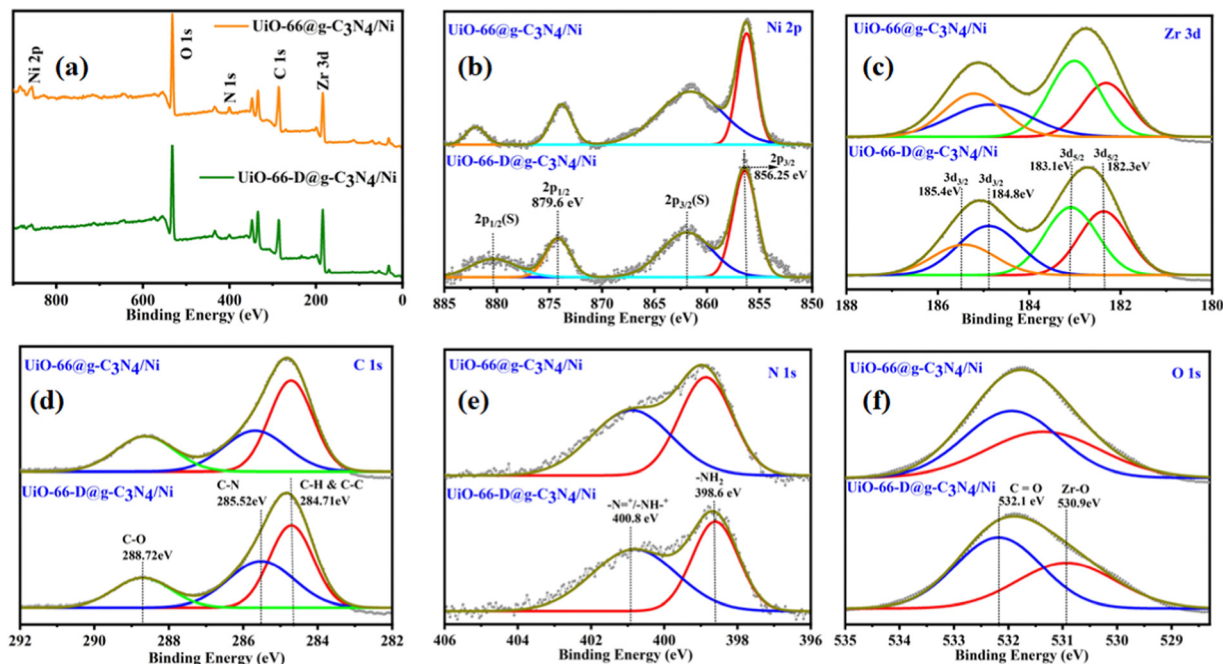 (a)
UiO-66@g-C3N4/Ni
Ni 2p
O 1s
N 1s
C 1s
Zr 3d
UiO-66-D@g-C3N4/Ni
800 600 400 200 0
Binding Energy (eV)
(b)
UiO-66@g-C3N4/Ni
Ni 2p
UiO-66-D@g-C3N4/Ni
2p3/2
856.25 eV
2p1/2
879.6 eV
2p3/2(S)
2p1/2(S)
885 880 875 870 865 860 855 850
Binding Energy (eV)
UiO-66@g-C3N4/Ni
Zr 3d
(c)
UiO-66-D@g-C3N4/Ni
3d5/2
183.1eV
3d5/2
182.3eV
3d3/2
185.4eV
3d3/2
184.8eV
188 186 184 182 180
Binding Energy (eV)
UiO-66@g-C3N4/Ni
C 1s
(d)
UiO-66-D@g-C3N4/Ni
C-N
285.52eV
C-H & C-C
284.71eV
C-O
288.72eV
292 290 288 286 284 282
Binding Energy (eV)
UiO-66@g-C3N4/Ni
N 1s
(e)
UiO-66-D@g-C3N4/Ni
-NH2
398.6 eV
-N=+/-NH-+
400.8 eV
406 404 402 400 398 396
Binding Energy (eV)
UiO-66@g-C3N4/Ni
O 1s
(f)
UiO-66-D@g-C3N4/Ni
C = O
532.1 eV
Zr-O
530.9eV
535 534 533 532 531 530 529
Binding Energy (eV)